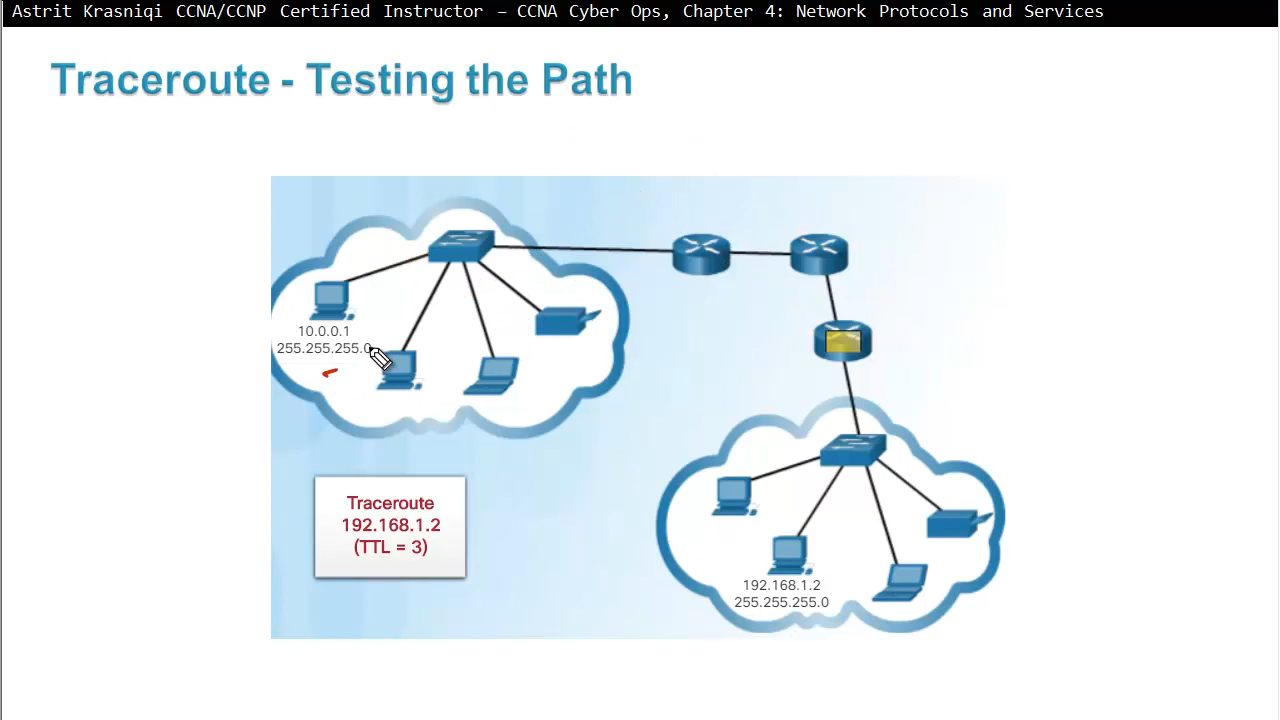 Astrit Krasniqi CCNA/CCNP Certified Instructor – CCNA Cyber Ops, Chapter 4: Network Protocols and Services
Traceroute - Testing the Path
10.0.0.1
255.255.255.0
Traceroute
192.168.1.2
(TTL = 3)
192.168.1.2
255.255.255.0